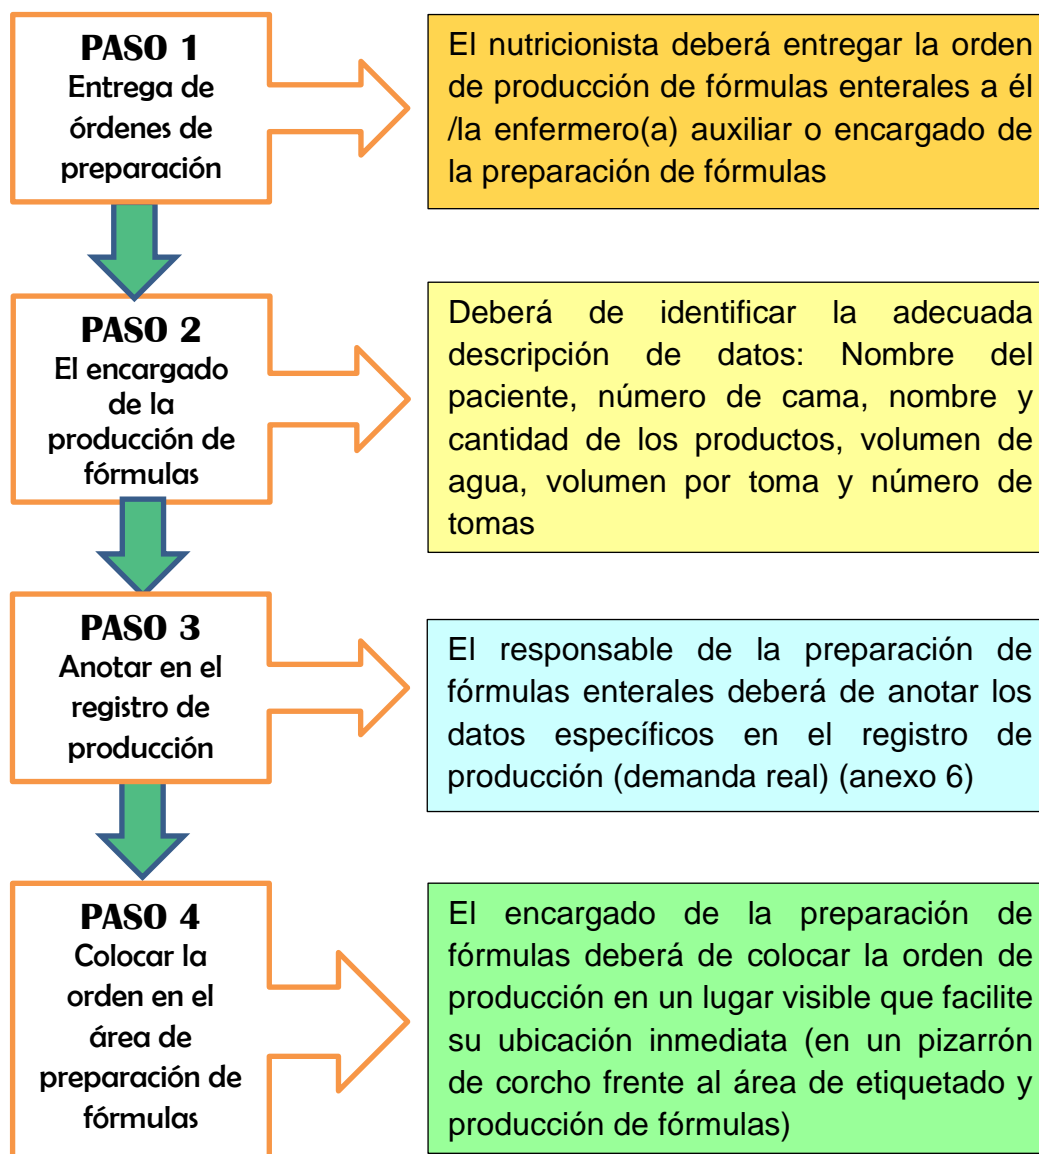 PASO 1
Entrega de
órdenes de
preparación
El nutricionista deberá entregar la orden
de producción de fórmulas enterales a él
/la enfermero(a) auxiliar o encargado de
la preparación de fórmulas
PASO 2
El encargado
de la
producción de
fórmulas
Deberá de identificar la adecuada
descripción de datos: Nombre del
paciente, número de cama, nombre y
cantidad de los productos, volumen de
agua, volumen por toma y número de
tomas
PASO 3
Anotar en el
registro de
producción
El responsable de la preparación de
fórmulas enterales deberá de anotar los
datos específicos en el registro de
producción (demanda real) (anexo 6)
PASO 4
Colocar la
orden en el
área de
preparación de
fórmulas
El encargado de la preparación de
fórmulas deberá de colocar la orden de
producción en un lugar visible que facilite
su ubicación inmediata (en un pizarrón
de corcho frente al área de etiquetado y
producción de fórmulas)